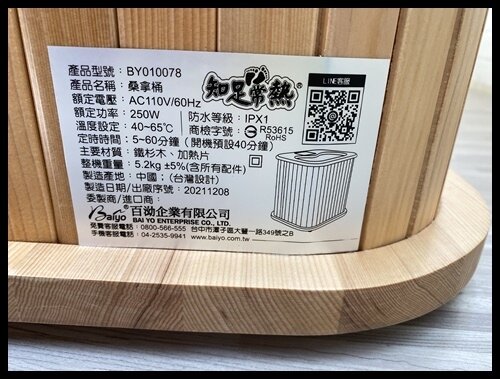 產品型號：BY010078
產品名稱：桑拿桶
額定電壓：AC110V/60Hz
額定功率：250W
溫度設定：40~65℃
定時時間：5~60分鐘（開機預設40分鐘）
主要材質：鐵杉木、加熱片
整機重量：5.2kg ±5%(含所有配件)
製造產地：中國；(台灣設計)
製造日期/出廠序號：20211208
委製商/進口商：
知足常熱
LINE客服
防水等級：IPX1
商檢字號：R53615
RoHS
Baiyo 百泑企業有限公司
BAI YO ENTERPRISE CO., LTD.
免費客服電話：0800-566-555 台中市潭子區大豐一路349號之B
手機客服電話：04-2535-9941 www.baiyo.com.tw